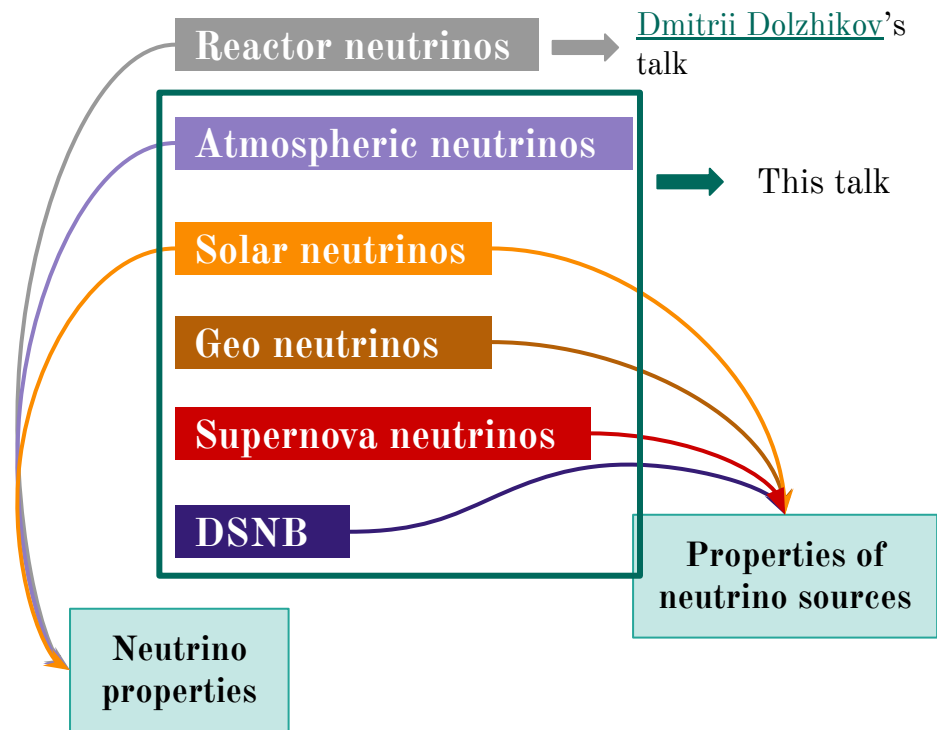 Reactor neutrinos
Dmitrii Dolzhikov's
talk
Atmospheric neutrinos
This talk
Solar neutrinos
Geo neutrinos
Supernova neutrinos
DSNB
Properties of
neutrino sources
Neutrino
properties